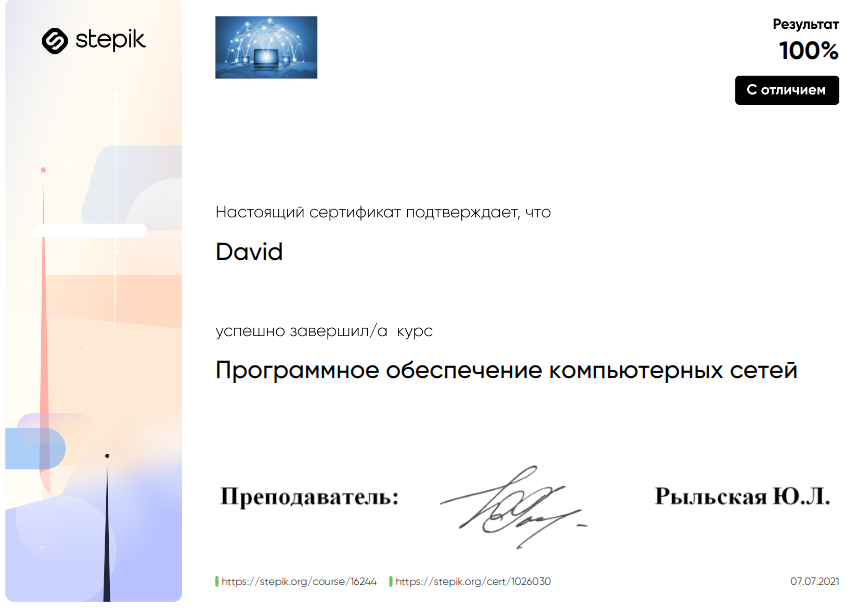 stepik
Результат
100%
С отличием
Настоящий сертификат подтверждает, что
David
успешно завершил/а курс
Программное обеспечение компьютерных сетей
Преподаватель: Рыльская Ю.Л.
https://stepik.org/course/16244 https://stepik.org/cert/1026030 07.07.2021